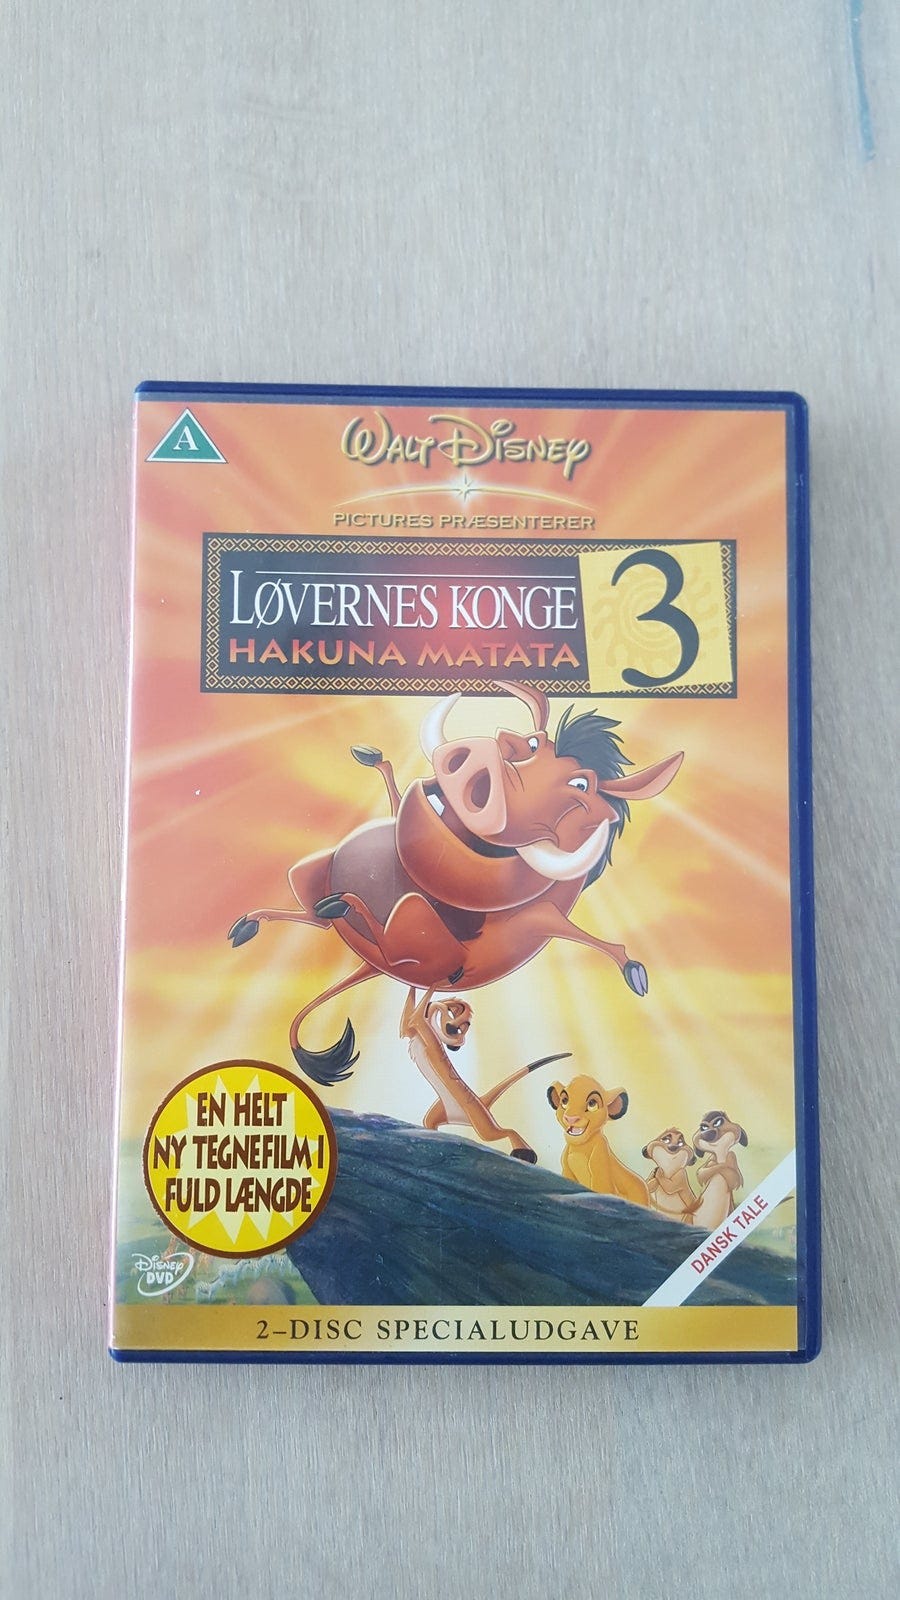 A
WALT DISNEY
PICTURES PRÆSENTERER
LØVERNES KONGE 3
HAKUNA MATATA
EN HELT
NY TEGNEFILM I
FULD LÆNGDE
DISNEY
DVD
DANSK TALE
2-DISC SPECIALUDGAVE